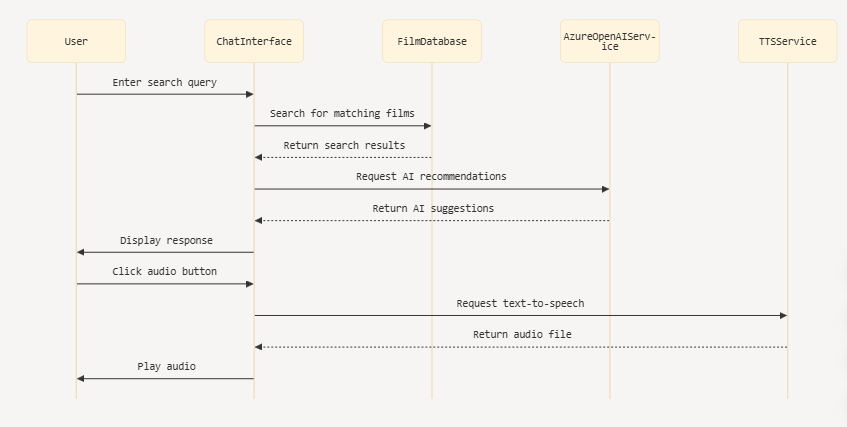 User
ChatInterface
FilmDatabase
AzureOpenAIServ-
ice
TTSService
Enter search query
Search for matching films
Return search results
Request AI recommendations
Return AI suggestions
Display response
Click audio button
Request text-to-speech
Return audio file
Play audio